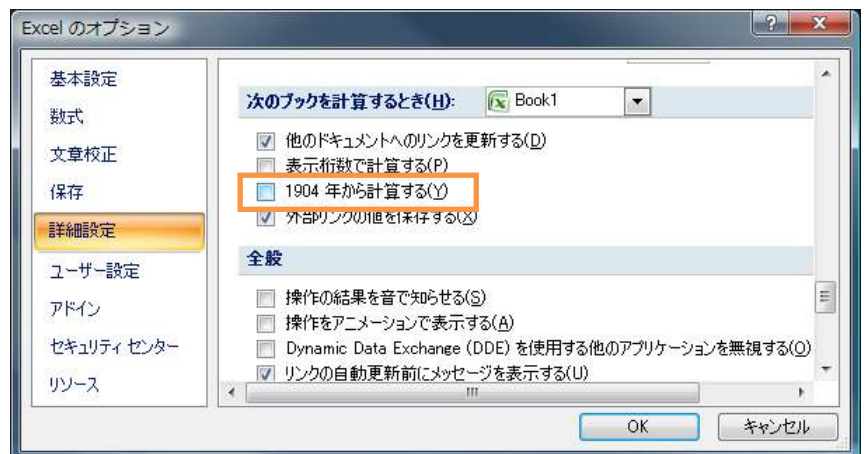 Excel のオプション
基本設定
数式
文章校正
保存
詳細設定
ユーザー設定
アドイン
セキュリティ センター
リソース
次のブックを計算するとき(H): Book1
他のドキュメントへのリンクを更新する(D)
表示桁数で計算する(P)
1904 年から計算する(Y)
外部リンクの値を保存する(X)
全般
操作の結果を音で知らせる(S)
操作をアニメーションで表示する(A)
Dynamic Data Exchange (DDE) を使用する他のアプリケーションを無視する(O)
リンクの自動更新前にメッセージを表示する(U)
OK キャンセル